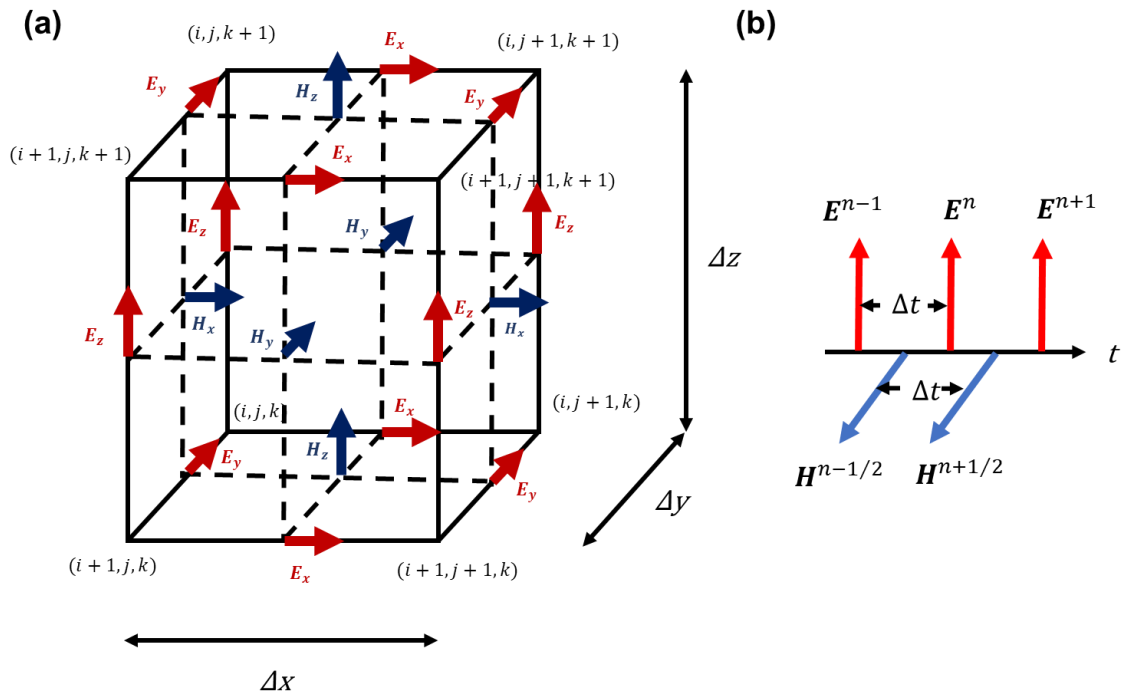 (a)
(b)
(i, j, k+1)
E_x
(i, j+1, k+1)
E_y
H_z
E_y
(i+1, j, k+1)
E_x
(i+1, j+1, k+1)
E_z
H_y
E_z
H_x
H_x
E_z
H_y
E_z
(i, j, k)
E_x
(i, j+1, k)
E_y
H_z
E_y
(i+1, j, k)
E_x
(i+1, j+1, k)
Δx
Δy
Δz
E^{n-1}
E^n
E^{n+1}
Δt
t
Δt
H^{n-1/2}
H^{n+1/2}